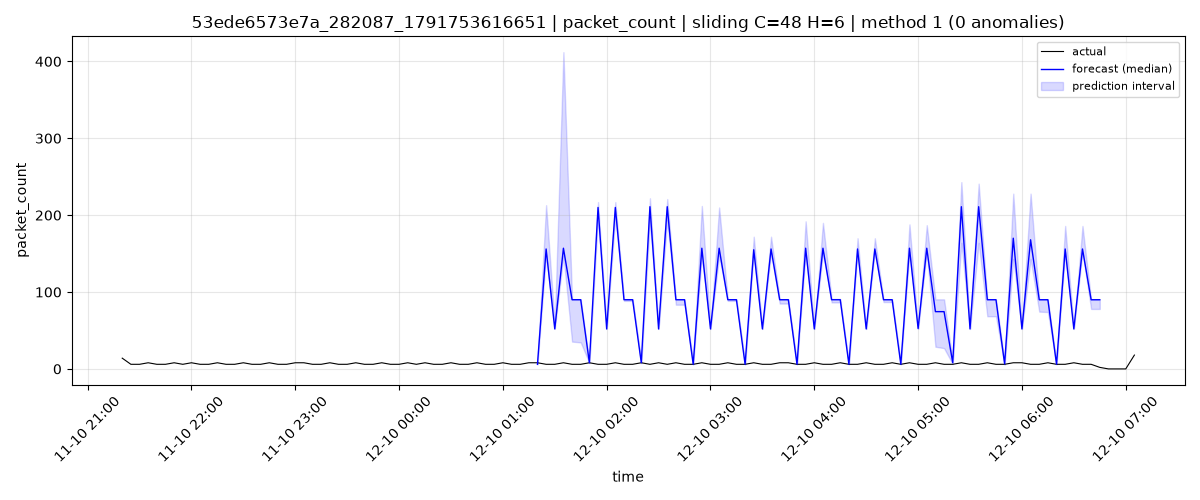 53ede6573e7a_282087_1791753616651 | packet_count | sliding C=48 H=6 | method 1 (0 anomalies)
actual
forecast (median)
prediction interval
packet_count
400
300
200
100
0
11-10 21:00
11-10 22:00
11-10 23:00
12-10 00:00
12-10 01:00
12-10 02:00
12-10 03:00
12-10 04:00
12-10 05:00
12-10 06:00
12-10 07:00
time